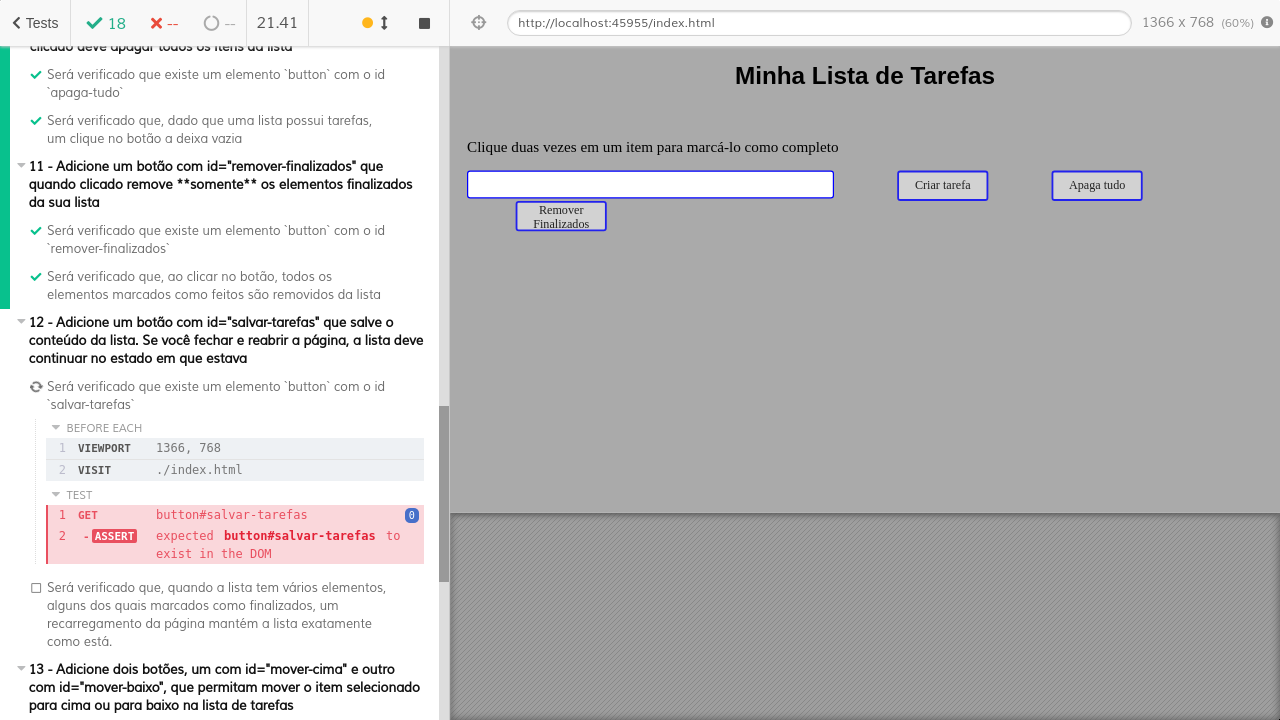 Tests
18
--
--
21.41
http://localhost:45955/index.html
1366 x 768 (60%)
clicado deve apagar todos os itens da lista
Será verificado que existe um elemento `button` com o id
`apaga-tudo`
Será verificado que, dado que uma lista possui tarefas,
um clique no botão a deixa vazia
11 - Adicione um botão com id="remover-finalizados" que
quando clicado remove **somente** os elementos finalizados
da sua lista
Será verificado que existe um elemento `button` com o id
`remover-finalizados`
Será verificado que, ao clicar no botão, todos os
elementos marcados como feitos são removidos da lista
12 - Adicione um botão com id="salvar-tarefas" que salve o
conteúdo da lista. Se você fechar e reabrir a página, a lista deve
continuar no estado em que estava
Será verificado que existe um elemento `button` com o id
`salvar-tarefas`
BEFORE EACH
1 VIEWPORT 1366, 768
2 VISIT ./index.html
TEST
1 GET button#salvar-tarefas 0
2 - ASSERT expected button#salvar-tarefas to
exist in the DOM
Será verificado que, quando a lista tem vários elementos,
alguns dos quais marcados como finalizados, um
recarregamento da página mantém a lista exatamente
como está.
13 - Adicione dois botões, um com id="mover-cima" e outro
com id="mover-baixo", que permitam mover o item selecionado
para cima ou para baixo na lista de tarefas
Minha Lista de Tarefas
Clique duas vezes em um item para marcá-lo como completo
Criar tarefa
Apaga tudo
Remover
Finalizados